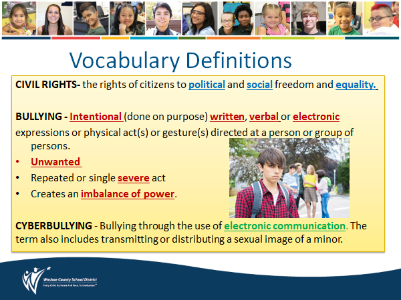 Vocabulary Definitions
CIVIL RIGHTS- the rights of citizens to political and social freedom and equality.
BULLYING - Intentional (done on purpose) written, verbal or electronic
expressions or physical act(s) or gesture(s) directed at a person or group of
persons.
• Unwanted
• Repeated or single severe act
• Creates an imbalance of power.
CYBERBULLYING - Bullying through the use of electronic communication. The
term also includes transmitting or distributing a sexual image of a minor.
County School District